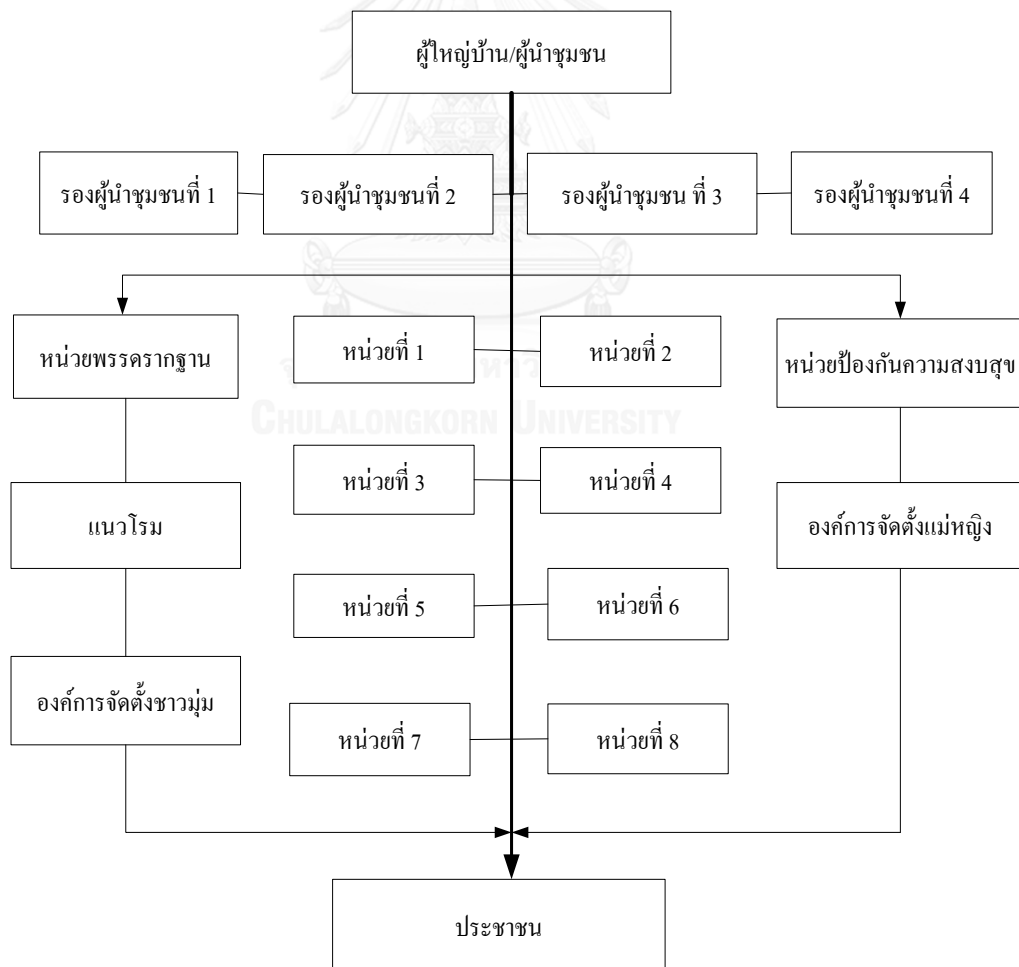 ผู้ใหญ่บ้าน/ผู้นำชุมชน
รองผู้นำชุมชนที่ 1
รองผู้นำชุมชนที่ 2
รองผู้นำชุมชน ที่ 3
รองผู้นำชุมชนที่ 4
หน่วยพรรครากฐาน
หน่วยที่ 1
หน่วยที่ 2
หน่วยป้องกันความสงบสุข
CHULALONGKORN UNIVERSITY
หน่วยที่ 3
หน่วยที่ 4
แนวโรม
องค์การจัดตั้งแม่หญิง
หน่วยที่ 5
หน่วยที่ 6
องค์การจัดตั้งชาวมุ่ม
หน่วยที่ 7
หน่วยที่ 8
ประชาชน